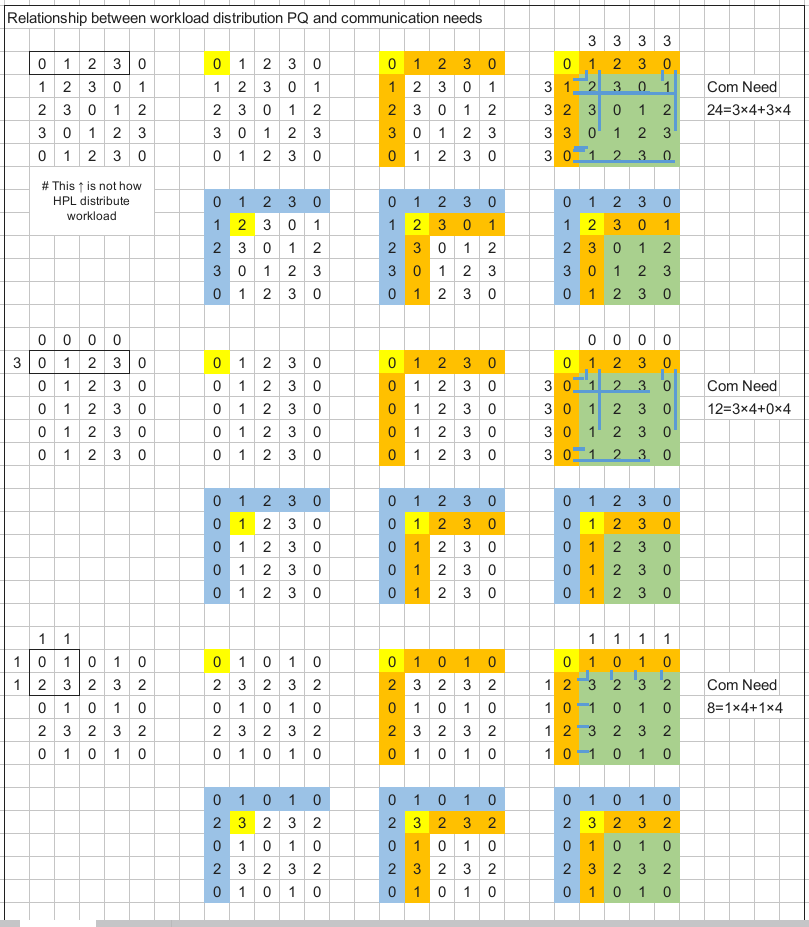 Relationship between workload distribution PQ and communication needs
3 3 3 3
0 1 2 3 0 0 1 2 3 0 0 1 2 3 0 0 1 2 3 0
1 2 3 0 1 1 2 3 0 1 1 2 3 0 1 3 1 2 3 0 1 Com Need
2 3 0 1 2 2 3 0 1 2 2 3 0 1 2 3 2 3 0 1 2 24=3×4+3×4
3 0 1 2 3 3 0 1 2 3 3 0 1 2 3 3 3 0 1 2 3
0 1 2 3 0 0 1 2 3 0 0 1 2 3 0 3 0 1 2 3 0
# This ↑ is not how
HPL distribute
workload
0 1 2 3 0 0 1 2 3 0 0 1 2 3 0
1 2 3 0 1 1 2 3 0 1 1 2 3 0 1
2 3 0 1 2 2 3 0 1 2 2 3 0 1 2
3 0 1 2 3 3 0 1 2 3 3 0 1 2 3
0 1 2 3 0 0 1 2 3 0 0 1 2 3 0
0 0 0 0 0 0 0 0
3 0 1 2 3 0 0 1 2 3 0 0 1 2 3 0 0 1 2 3 0
0 1 2 3 0 0 1 2 3 0 0 1 2 3 0 3 0 1 2 3 0 Com Need
0 1 2 3 0 0 1 2 3 0 0 1 2 3 0 3 0 1 2 3 0 12=3×4+0×4
0 1 2 3 0 0 1 2 3 0 0 1 2 3 0 3 0 1 2 3 0
0 1 2 3 0 0 1 2 3 0 0 1 2 3 0 3 0 1 2 3 0
0 1 2 3 0 0 1 2 3 0 0 1 2 3 0
0 1 2 3 0 0 1 2 3 0 0 1 2 3 0
0 1 2 3 0 0 1 2 3 0 0 1 2 3 0
0 1 2 3 0 0 1 2 3 0 0 1 2 3 0
0 1 2 3 0 0 1 2 3 0 0 1 2 3 0
1 1 1 1 1 1
1 0 1 0 1 0 0 1 0 1 0 0 1 0 1 0 0 1 0 1 0
1 2 3 2 3 2 2 3 2 3 2 2 3 2 3 2 1 2 3 2 3 2 Com Need
0 1 0 1 0 0 1 0 1 0 0 1 0 1 0 1 0 1 0 1 0 8=1×4+1×4
2 3 2 3 2 2 3 2 3 2 2 3 2 3 2 1 2 3 2 3 2
0 1 0 1 0 0 1 0 1 0 0 1 0 1 0 1 0 1 0 1 0
0 1 0 1 0 0 1 0 1 0 0 1 0 1 0
2 3 2 3 2 2 3 2 3 2 2 3 2 3 2
0 1 0 1 0 0 1 0 1 0 0 1 0 1 0
2 3 2 3 2 2 3 2 3 2 2 3 2 3 2
0 1 0 1 0 0 1 0 1 0 0 1 0 1 0